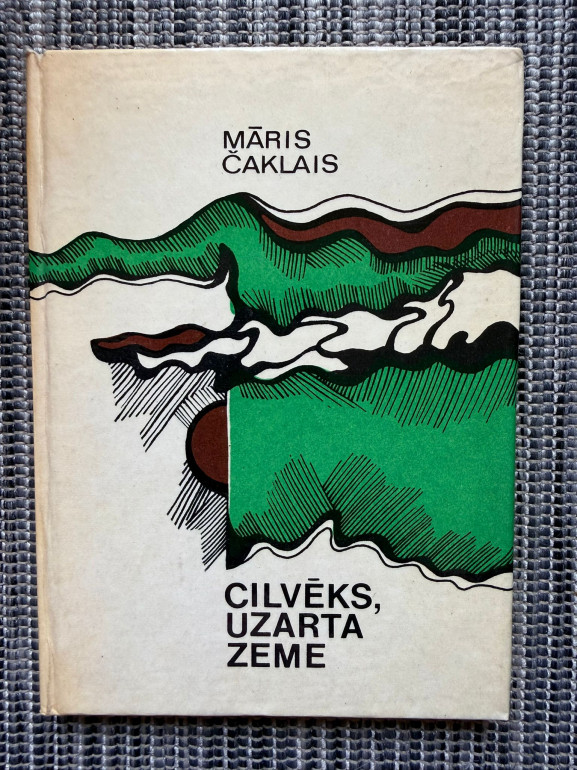 MĀRIS
ČAKLAIS
CILVĒKS,
UZARTA
ZEME